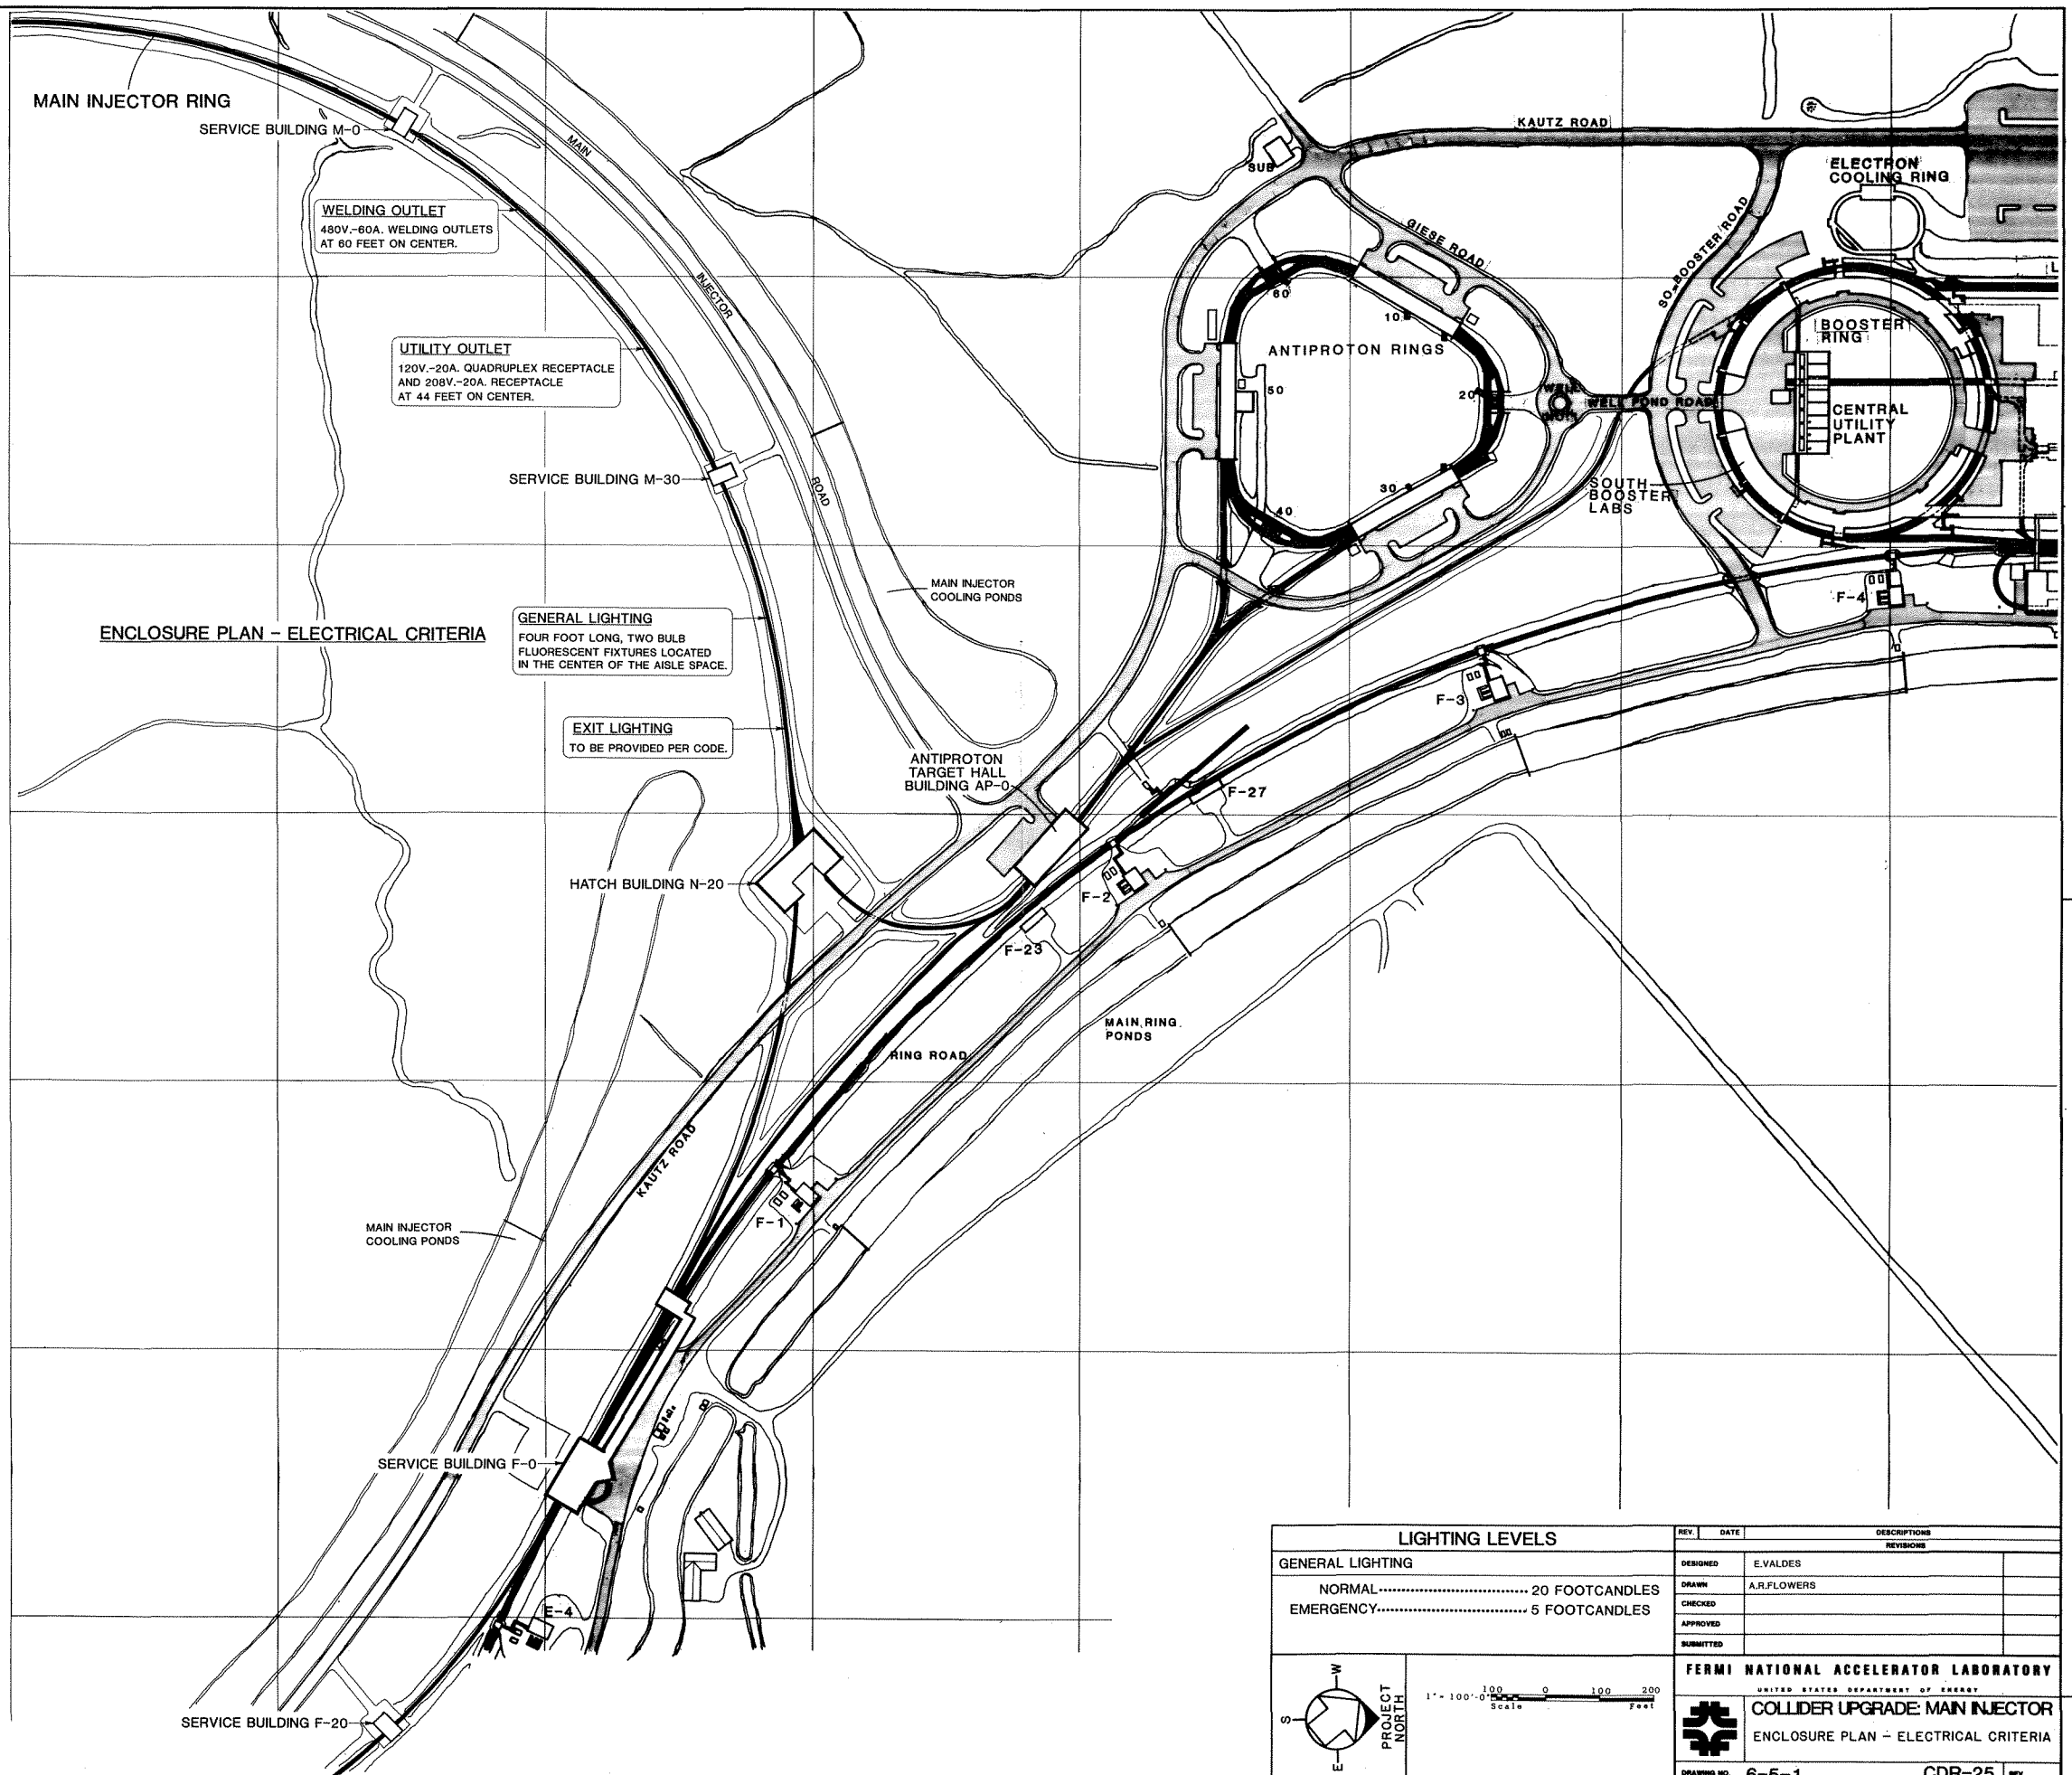 MAIN INJECTOR RING
SERVICE BUILDING M-0
MAIN
INJECTOR
ROAD
WELDING OUTLET
480V.-60A. WELDING OUTLETS
AT 60 FEET ON CENTER.
UTILITY OUTLET
120V.-20A. QUADRUPLEX RECEPTACLE
AND 208V.-20A. RECEPTACLE
AT 44 FEET ON CENTER.
SERVICE BUILDING M-30
MAIN INJECTOR
COOLING PONDS
ENCLOSURE PLAN - ELECTRICAL CRITERIA
GENERAL LIGHTING
FOUR FOOT LONG, TWO BULB
FLUORESCENT FIXTURES LOCATED
IN THE CENTER OF THE AISLE SPACE.
EXIT LIGHTING
TO BE PROVIDED PER CODE.
ANTIPROTON
TARGET HALL
BUILDING AP-0
HATCH BUILDING N-20
KAUTZ ROAD
SUB
GIESE ROAD
SO. BOOSTER ROAD
ELECTRON
COOLING RING
60
10
ANTIPROTON RINGS
50
20
30
40
WELL
WELL POND ROAD
BOOSTER
RING
CENTRAL
UTILITY
PLANT
SOUTH
BOOSTER
LABS
F-4
F-3
F-27
F-2
F-23
MAIN RING
PONDS
RING ROAD
KAUTZ ROAD
F-1
MAIN INJECTOR
COOLING PONDS
SERVICE BUILDING F-0
E-4
SERVICE BUILDING F-20
LIGHTING LEVELS
GENERAL LIGHTING
NORMAL 20 FOOTCANDLES
EMERGENCY 5 FOOTCANDLES
W
S
E
PROJECT
NORTH
1"= 100'-0"
100 0 100 200
Scale Feet
REV. DATE DESCRIPTIONS
REVISIONS
DESIGNED E.VALDES
DRAWN A.R.FLOWERS
CHECKED
APPROVED
SUBMITTED
FERMI NATIONAL ACCELERATOR LABORATORY
UNITED STATES DEPARTMENT OF ENERGY
COLLIDER UPGRADE: MAIN INJECTOR
ENCLOSURE PLAN - ELECTRICAL CRITERIA
DRAWING NO. 6-5-1 CDR-25 REV.